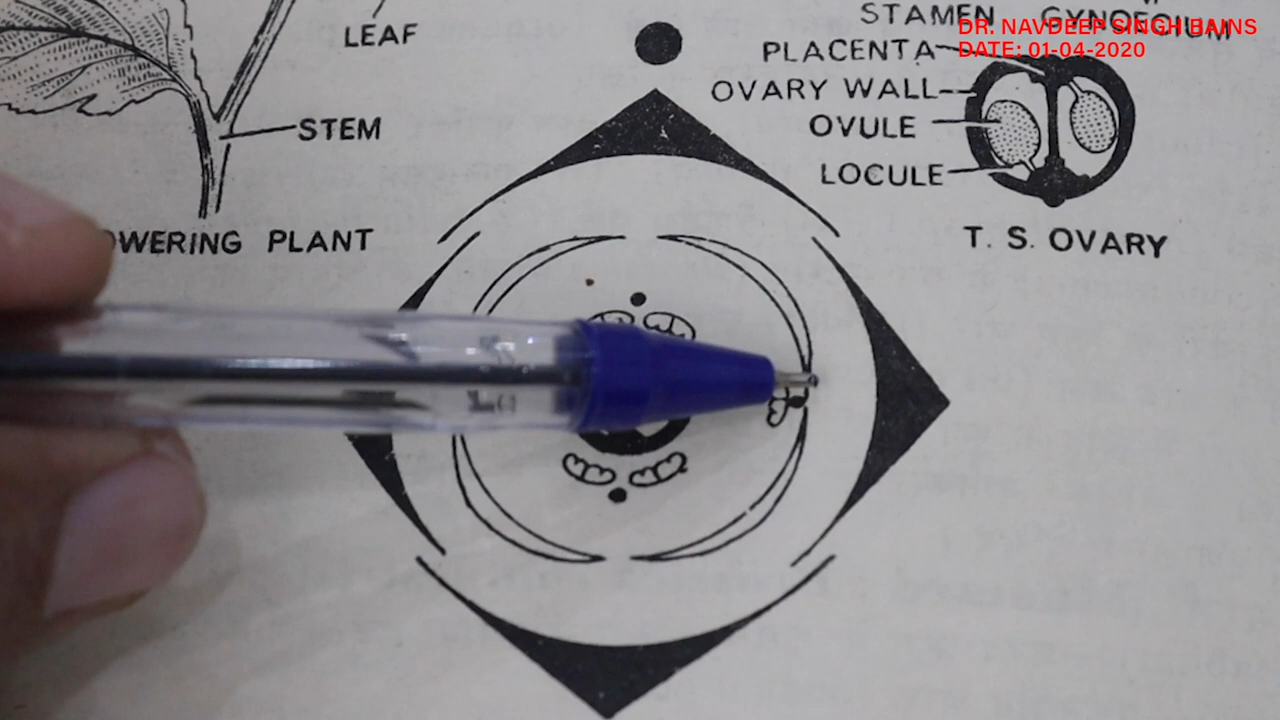 STAMEN GYNOECIUM
DR. NAVDEEP SINGH BAINS
DATE: 01-04-2020
LEAF
PLACENTA
OVARY WALL
STEM
OVULE
LOCULE
OWERING PLANT
T. S. OVARY